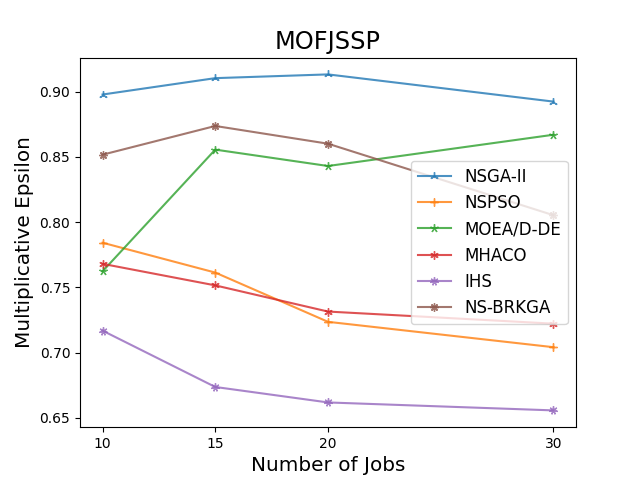 MOFJSSP
Multiplicative Epsilon
0.90
0.85
0.80
0.75
0.70
0.65
NSGA-II
NSPSO
MOEA/D-DE
MHACO
IHS
NS-BRKGA
10
15
20
30
Number of Jobs